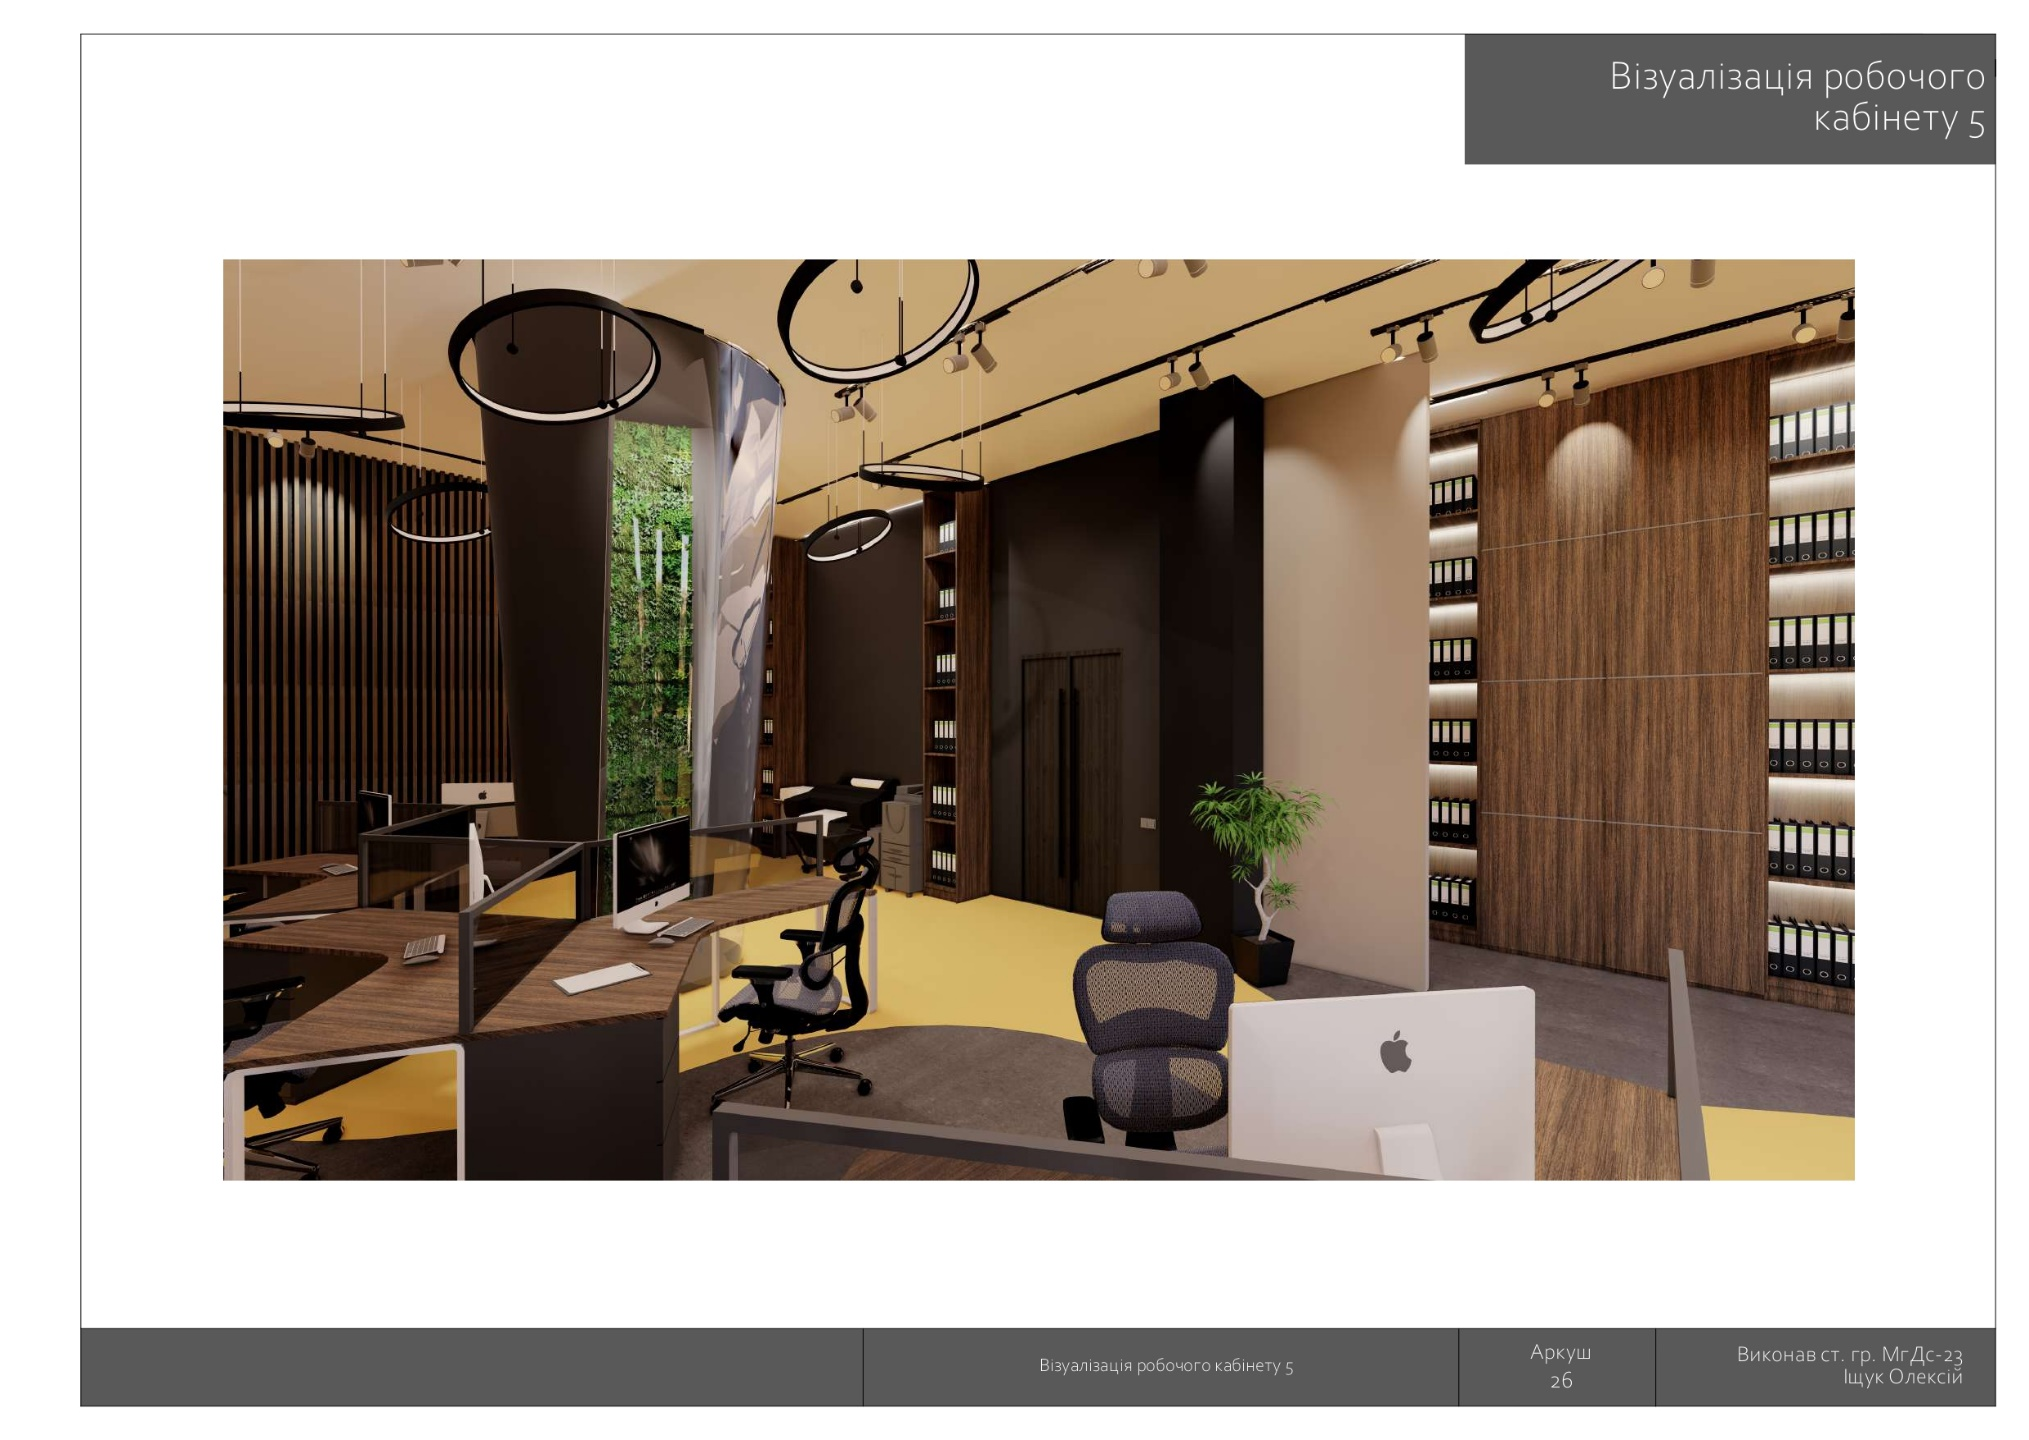 Візуалізація робочого
кабінету 5
Візуалізація робочого кабінету 5
Аркуш
26
Виконав ст. гр. МгДс-23
Іщук Олексій